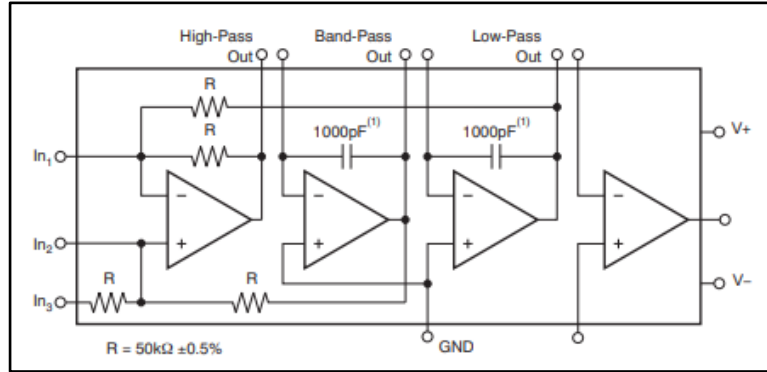 High-Pass Band-Pass Low-Pass
Out Out Out
R
1000pF(1) 1000pF(1)
R
V+
In1
− − − −
In2
+ + + +
R R
V−
In3
R = 50kΩ ±0.5%
GND